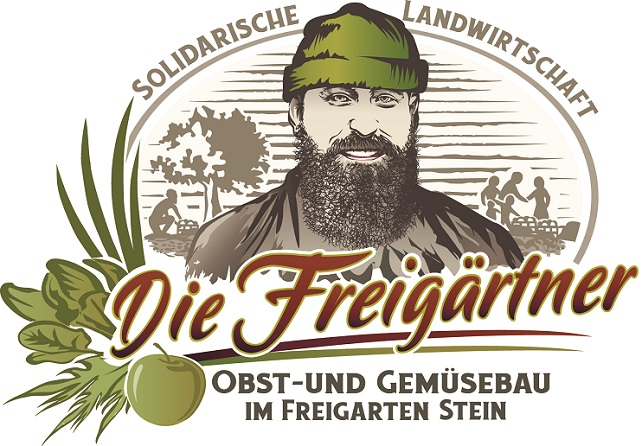 Solidarische Landwirtschaft
Die Freigärtner
Obst-und Gemüsebau
im Freigarten Stein